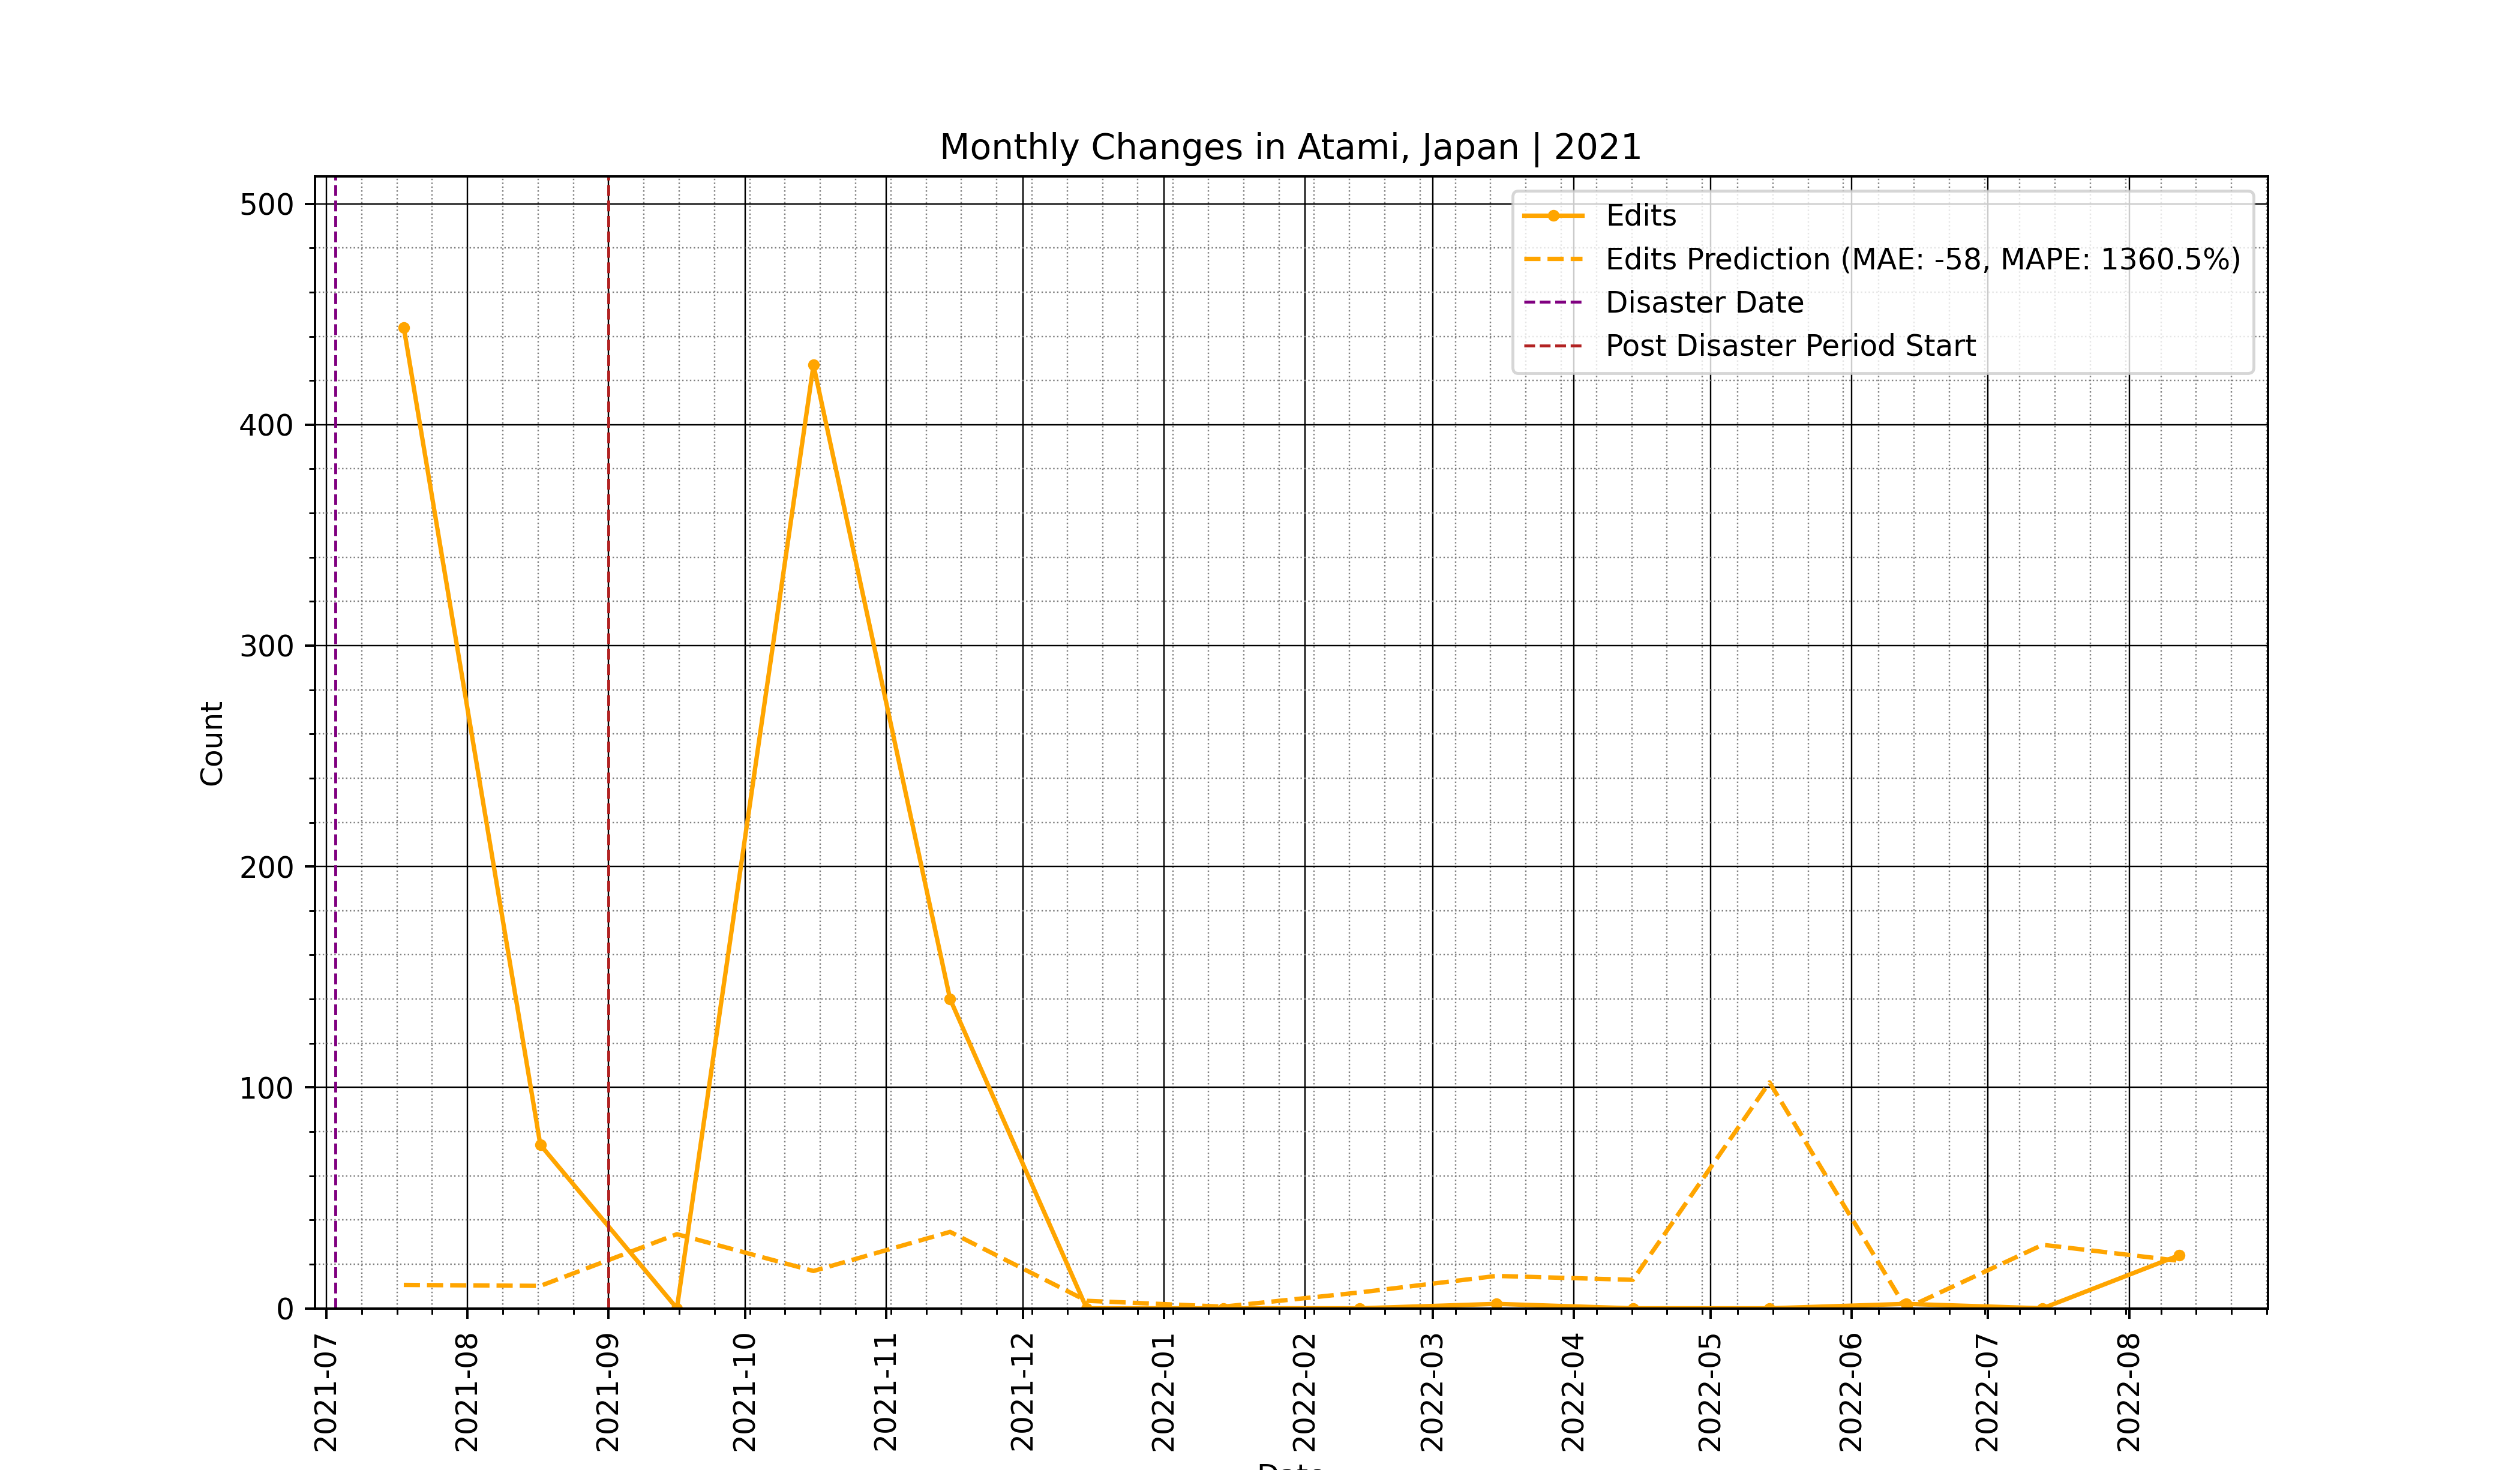 Monthly Changes in Atami, Japan | 2021
Edits
Edits Prediction (MAE: -58, MAPE: 1360.5%)
Disaster Date
Post Disaster Period Start
500
400
300
200
100
0
Count
2021-07
2021-08
2021-09
2021-10
2021-11
2021-12
2022-01
2022-02
2022-03
2022-04
2022-05
2022-06
2022-07
2022-08
Date